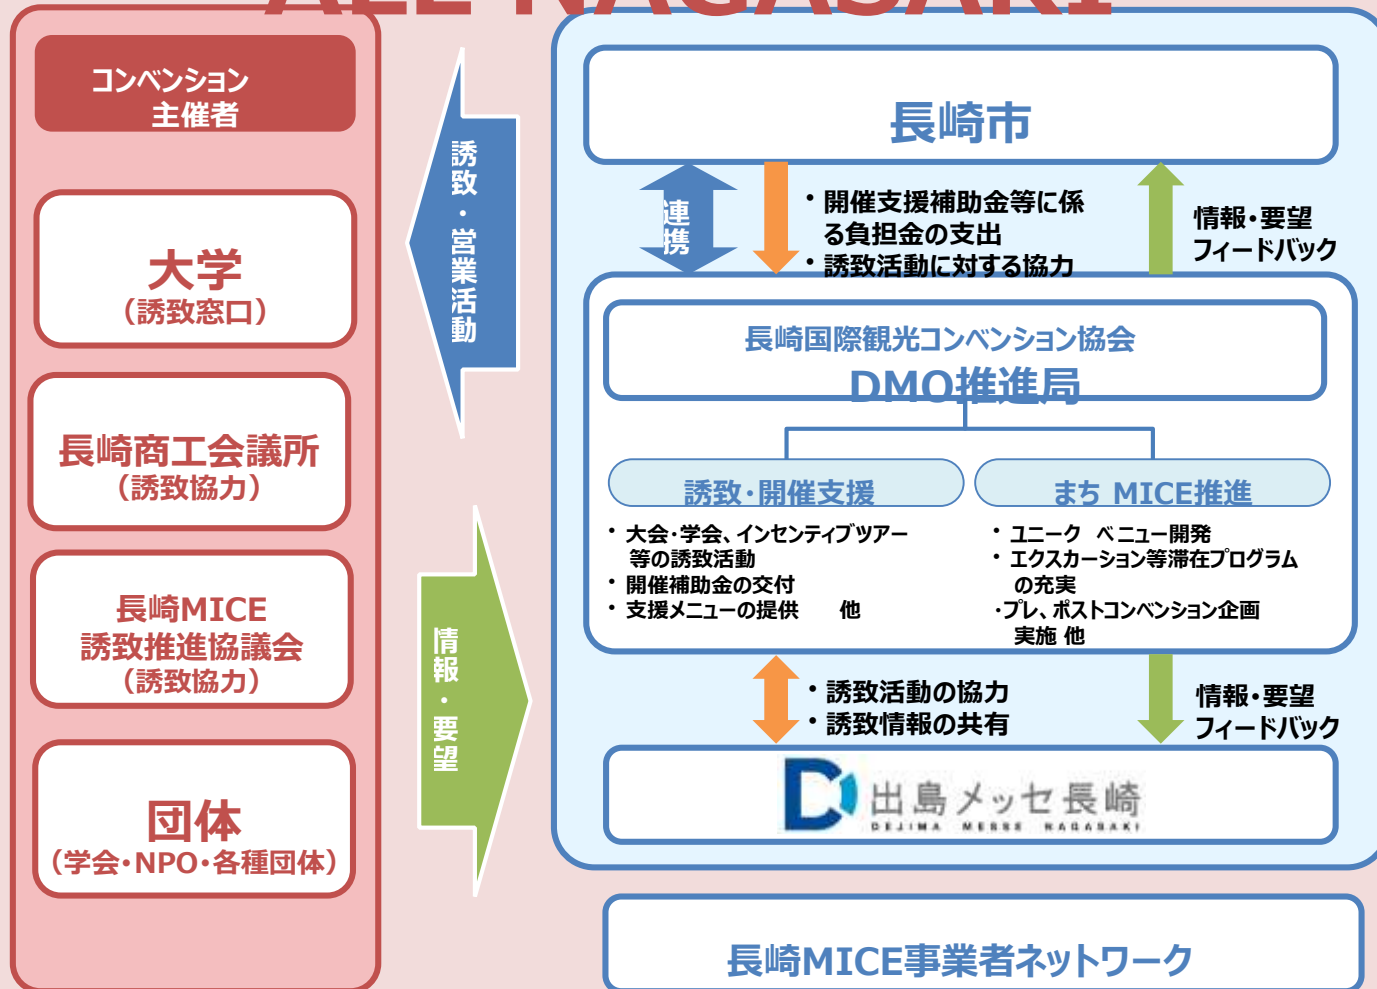 ALL NAGASAKI
コンベンション
主催者
大学
（誘致窓口）
長崎商工会議所
（誘致協力）
長崎MICE
誘致推進協議会
（誘致協力）
団体
（学会・NPO・各種団体）
誘致・営業活動
情報・要望
長崎市
連携
・開催支援補助金等に係
る負担金の支出
・誘致活動に対する協力
情報・要望
フィードバック
長崎国際観光コンベンション協会
DMO推進局
誘致・開催支援
・大会・学会、インセンティブツアー
等の誘致活動
・開催補助金の交付
・支援メニューの提供　他
まち MICE推進
・ユニーク ベニュー開発
・エクスカーション等滞在プログラム
の充実
・プレ、ポストコンベンション企画
実施 他
・誘致活動の協力
・誘致情報の共有
情報・要望
フィードバック
出島メッセ長崎
DEJIMA MESSE NAGASAKI
長崎MICE事業者ネットワーク